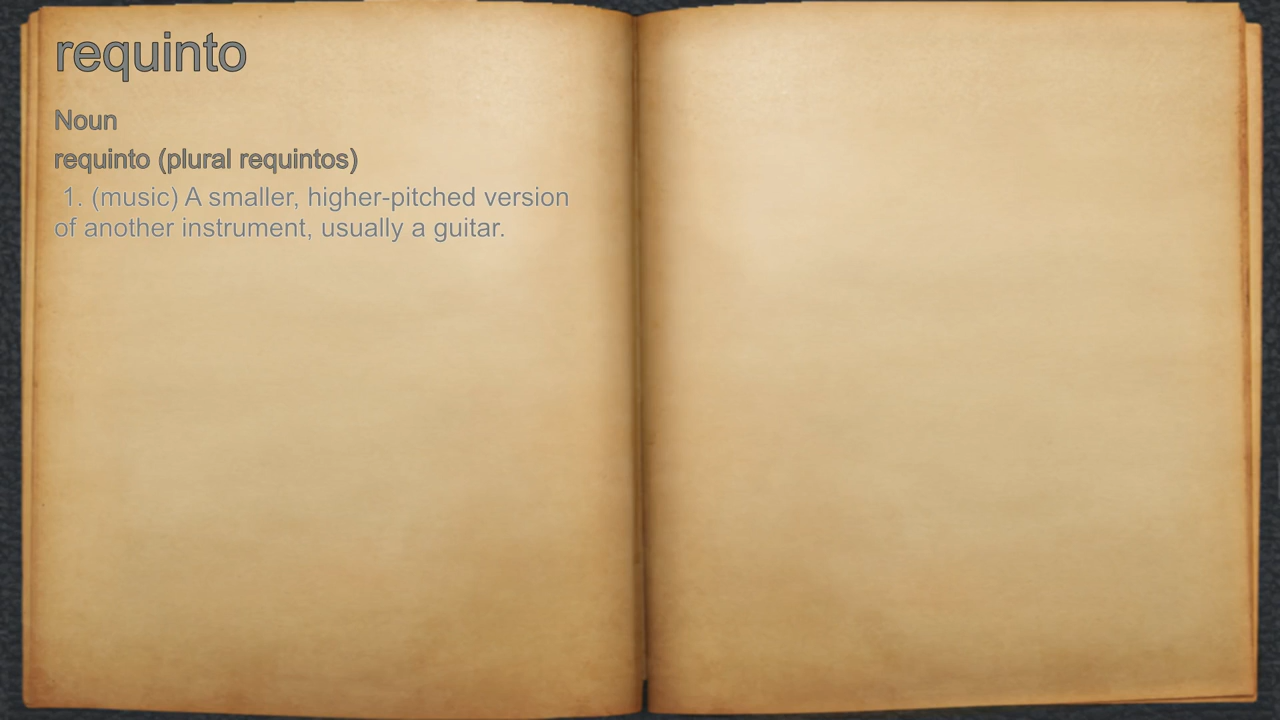 requinto
Noun
requinto (plural requintos)
1. (music) A smaller, higher-pitched version
of another instrument, usually a guitar.